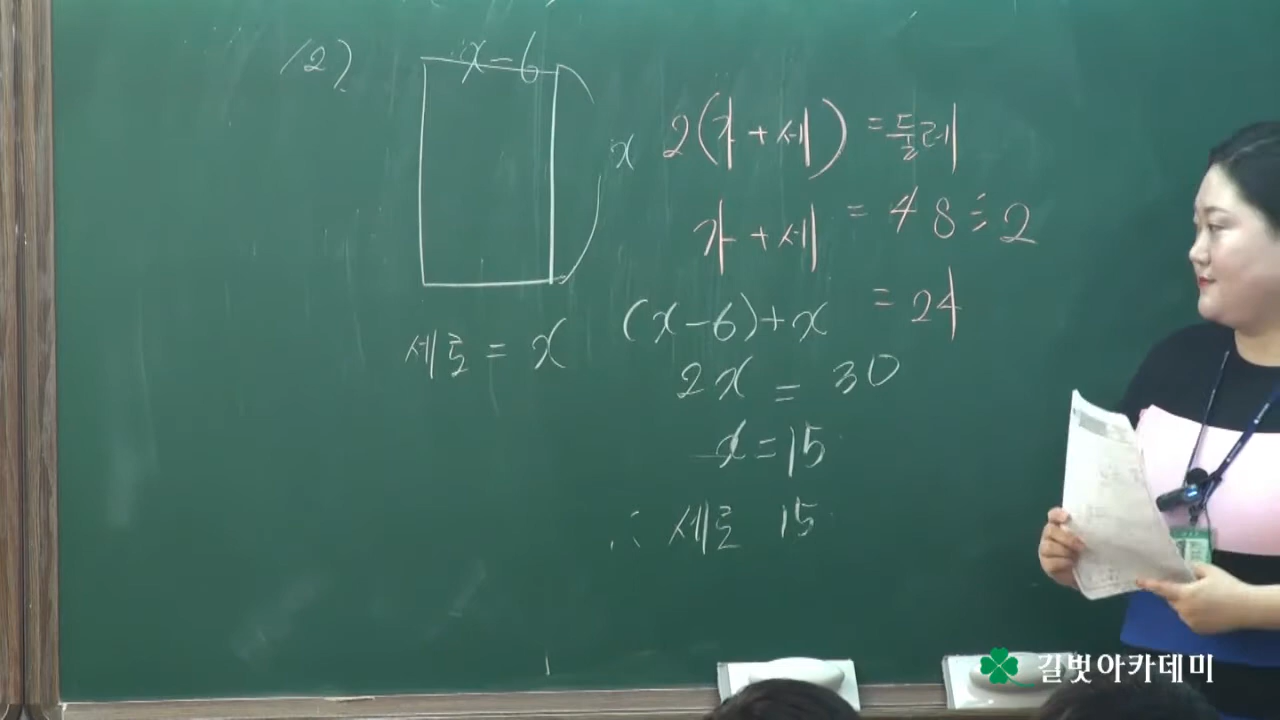 (2)
x-6
x
세로 = x
2(가+세) = 둘레
가+세 = 48÷2
= 24
(x-6)+x
2x = 30
x=15
∴ 세로 15
길벗아카데미